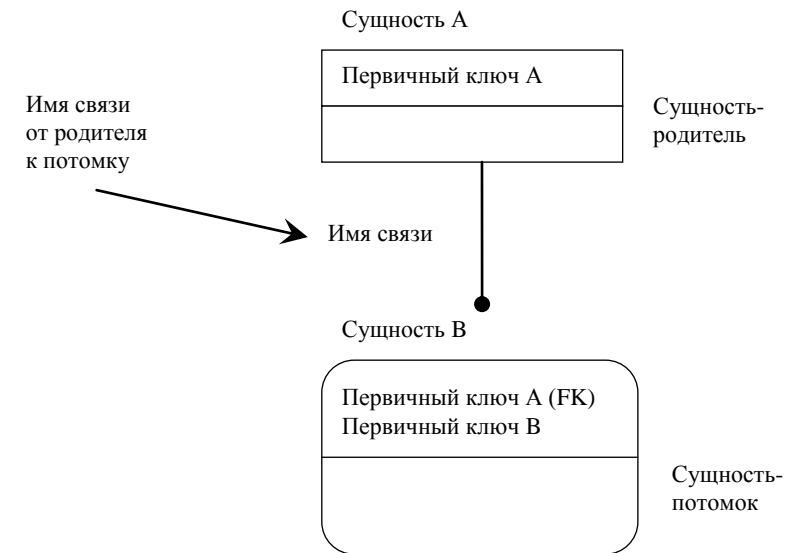 Сущность A
Первичный ключ A
Имя связи
от родителя
к потомку
Сущность-
родитель
Имя связи
Сущность B
Первичный ключ A (FK)
Первичный ключ B
Сущность-
потомок